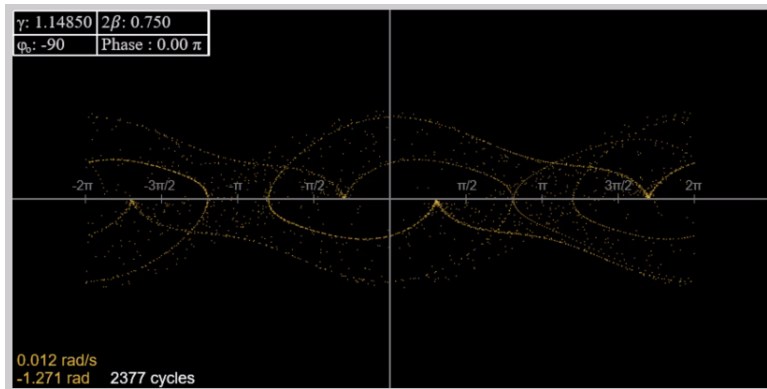 γ: 1.14850 2β: 0.750
φ₀: -90 Phase : 0.00 π
-2π -3π/2 -π -π/2 π/2 π 3π/2 2π
0.012 rad/s
-1.271 rad 2377 cycles